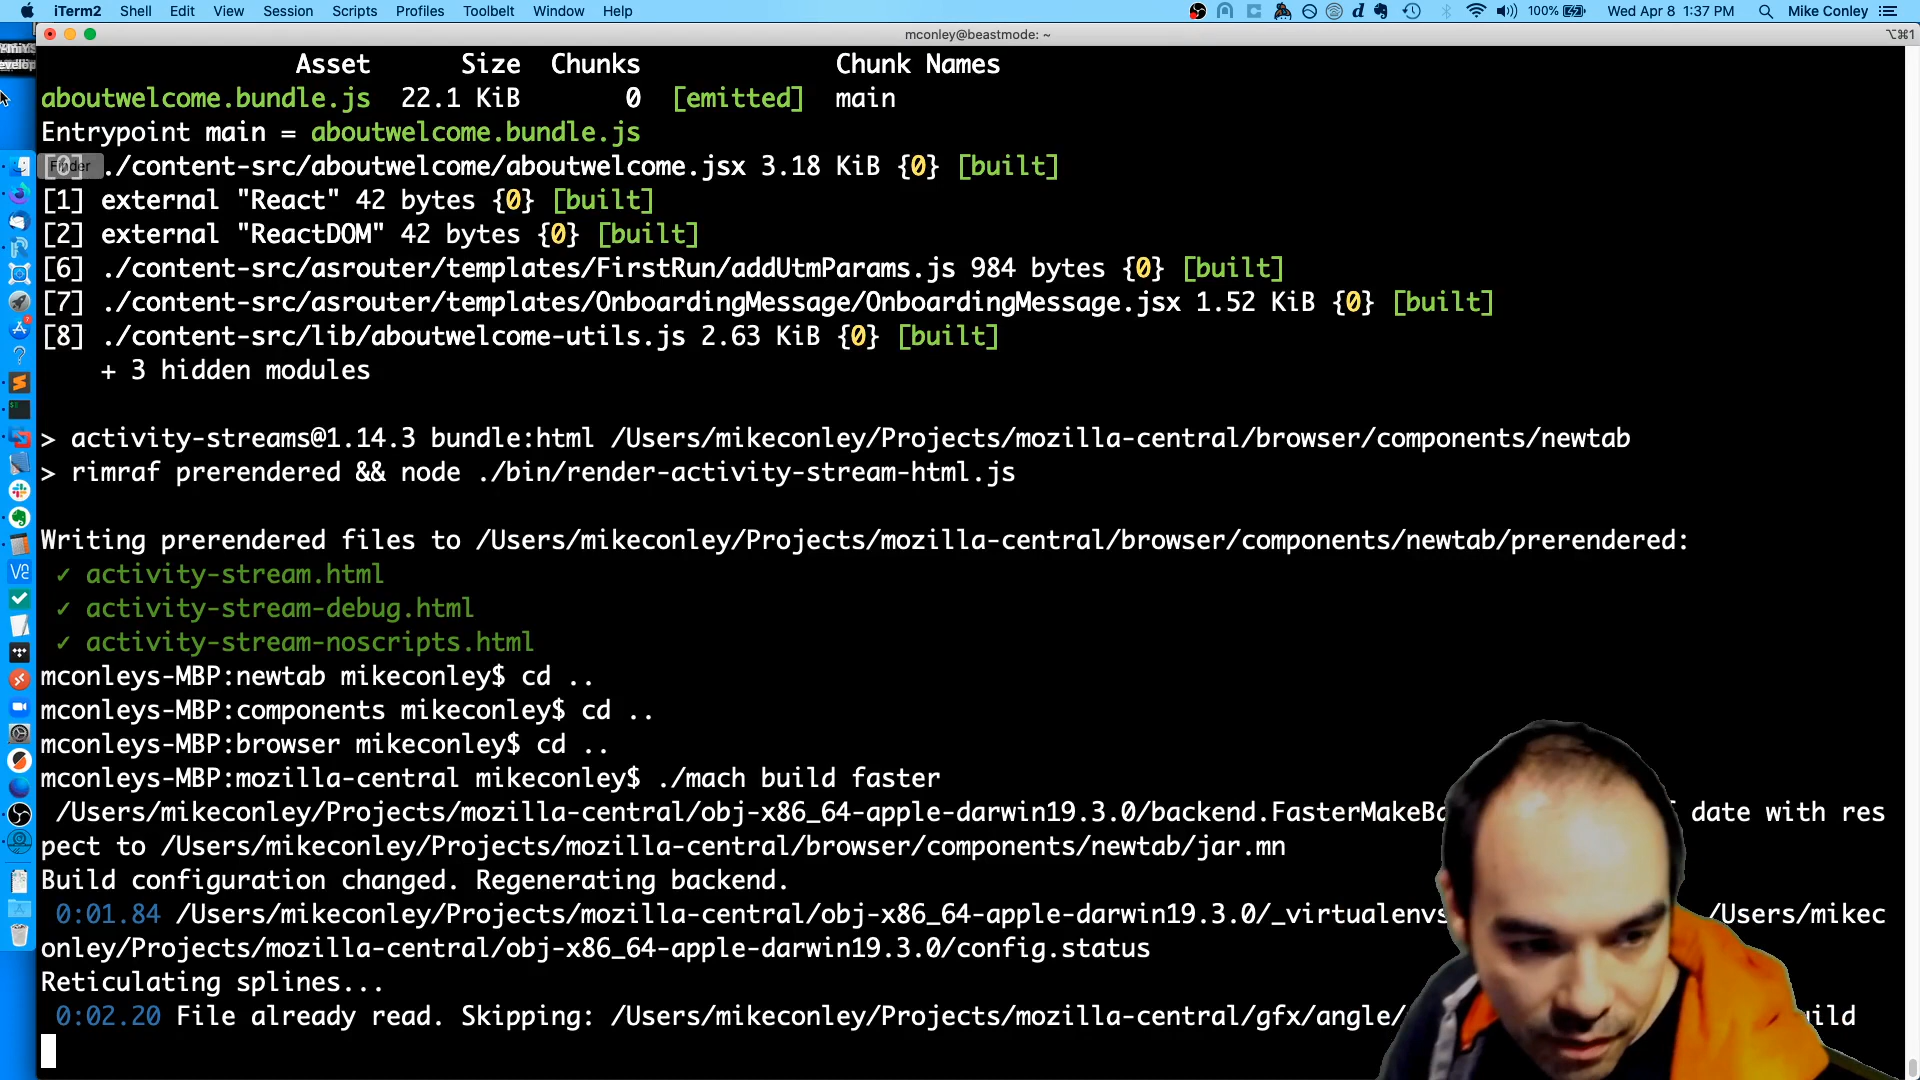 iTerm2 Shell Edit View Session Scripts Profiles Toolbelt Window Help 100% Wed Apr 8 1:37 PM Mike Conley
mconley@beastmode: ~ ⌥⌘1
Asset Size Chunks Chunk Names
aboutwelcome.bundle.js 22.1 KiB 0 [emitted] main
Entrypoint main = aboutwelcome.bundle.js
Finder
[0] ./content-src/aboutwelcome/aboutwelcome.jsx 3.18 KiB {0} [built]
[1] external "React" 42 bytes {0} [built]
[2] external "ReactDOM" 42 bytes {0} [built]
[6] ./content-src/asrouter/templates/FirstRun/addUtmParams.js 984 bytes {0} [built]
[7] ./content-src/asrouter/templates/OnboardingMessage/OnboardingMessage.jsx 1.52 KiB {0} [built]
[8] ./content-src/lib/aboutwelcome-utils.js 2.63 KiB {0} [built]
+ 3 hidden modules
> activity-streams@1.14.3 bundle:html /Users/mikeconley/Projects/mozilla-central/browser/components/newtab
> rimraf prerendered && node ./bin/render-activity-stream-html.js
Writing prerendered files to /Users/mikeconley/Projects/mozilla-central/browser/components/newtab/prerendered:
✓ activity-stream.html
✓ activity-stream-debug.html
✓ activity-stream-noscripts.html
mconleys-MBP:newtab mikeconley$ cd ..
mconleys-MBP:components mikeconley$ cd ..
mconleys-MBP:browser mikeconley$ cd ..
mconleys-MBP:mozilla-central mikeconley$ ./mach build faster
/Users/mikeconley/Projects/mozilla-central/obj-x86_64-apple-darwin19.3.0/backend.FasterMakeBa date with res
pect to /Users/mikeconley/Projects/mozilla-central/browser/components/newtab/jar.mn
Build configuration changed. Regenerating backend.
0:01.84 /Users/mikeconley/Projects/mozilla-central/obj-x86_64-apple-darwin19.3.0/_virtualenvs /Users/mikec
onley/Projects/mozilla-central/obj-x86_64-apple-darwin19.3.0/config.status
Reticulating splines...
0:02.20 File already read. Skipping: /Users/mikeconley/Projects/mozilla-central/gfx/angle/ ild